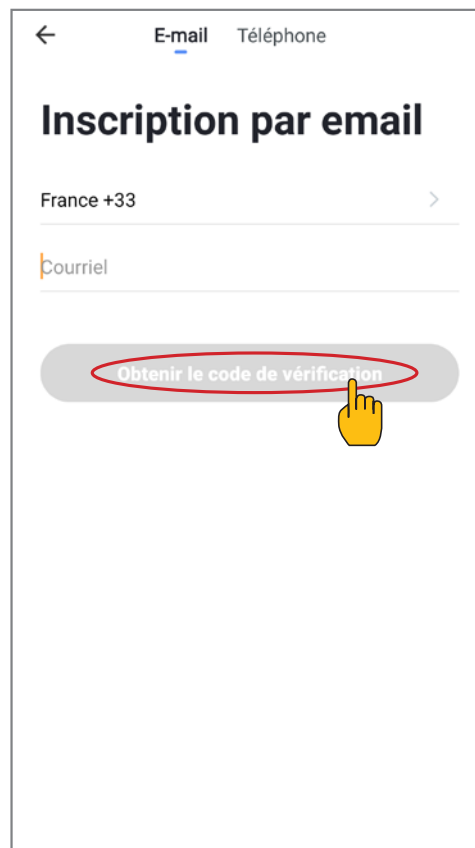 E-mail Téléphone
Inscription par email
France +33
Courriel
Obtenir le code de vérification